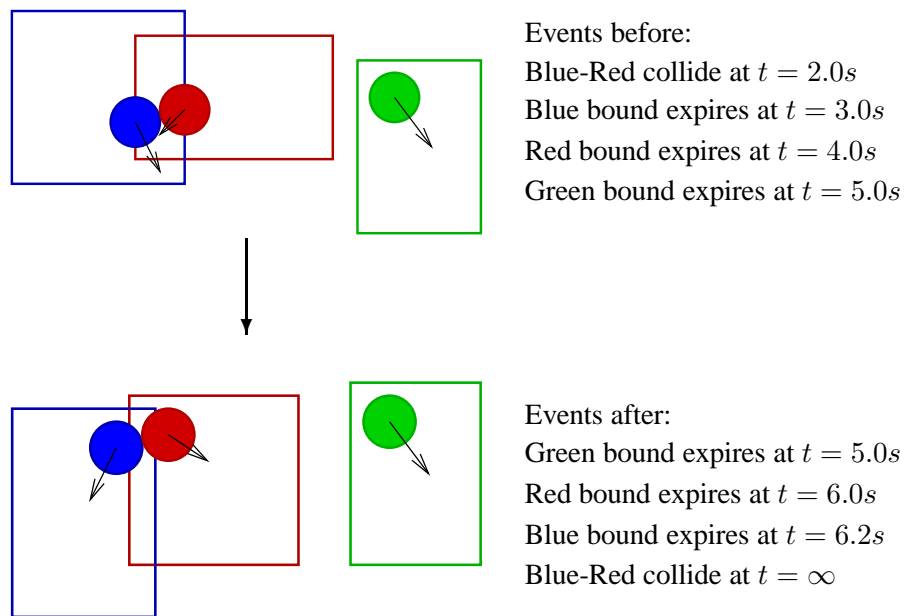 Events before:
Blue-Red collide at t = 2.0s
Blue bound expires at t = 3.0s
Red bound expires at t = 4.0s
Green bound expires at t = 5.0s
Events after:
Green bound expires at t = 5.0s
Red bound expires at t = 6.0s
Blue bound expires at t = 6.2s
Blue-Red collide at t = ∞